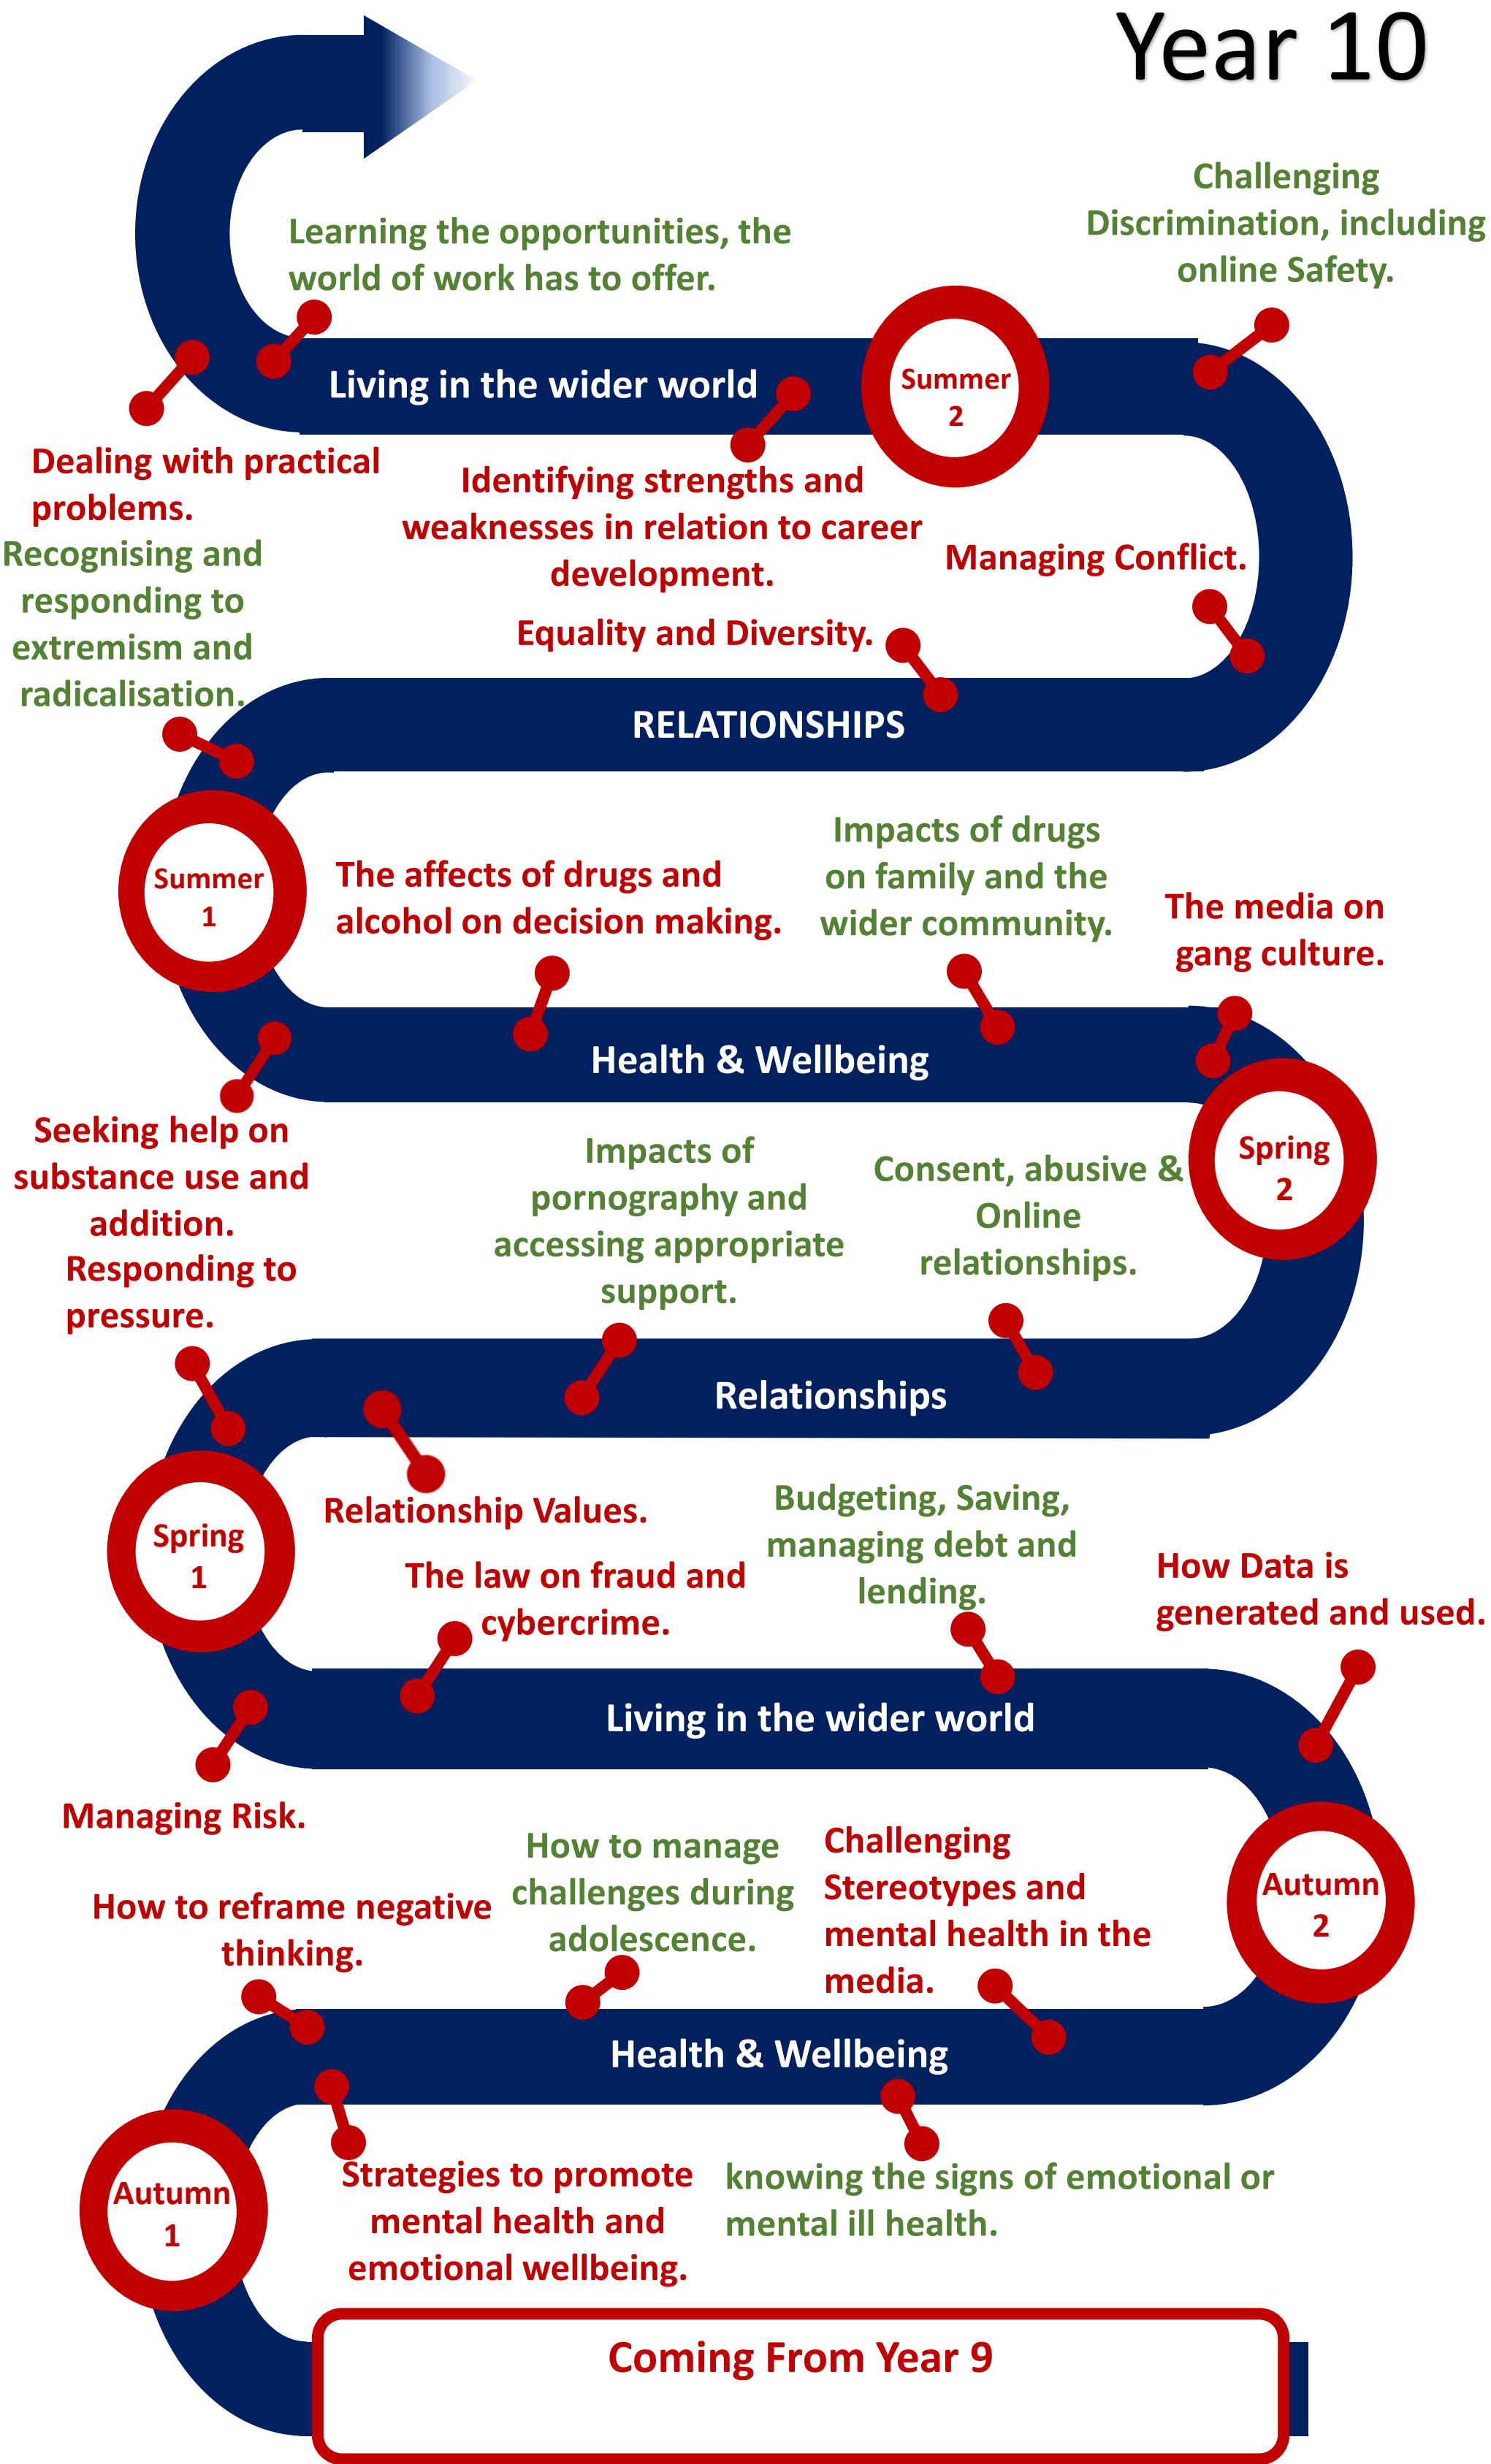 Year 10
Challenging
Discrimination, including
online Safety.
Learning the opportunities, the
world of work has to offer.
Living in the wider world
Summer
2
Dealing with practical
problems.
Identifying strengths and
weaknesses in relation to career
development.
Managing Conflict.
Recognising and
responding to
extremism and
radicalisation.
Equality and Diversity.
RELATIONSHIPS
Summer
1
The affects of drugs and
alcohol on decision making.
Impacts of drugs
on family and the
wider community.
The media on
gang culture.
Health & Wellbeing
Seeking help on
substance use and
addition.
Impacts of
pornography and
accessing appropriate
support.
Consent, abusive &
Online
relationships.
Spring
2
Responding to
pressure.
Relationships
Spring
1
Relationship Values.
The law on fraud and
cybercrime.
Budgeting, Saving,
managing debt and
lending.
How Data is
generated and used.
Living in the wider world
Managing Risk.
How to reframe negative
thinking.
How to manage
challenges during
adolescence.
Challenging
Stereotypes and
mental health in the
media.
Autumn
2
Health & Wellbeing
Autumn
1
Strategies to promote
mental health and
emotional wellbeing.
knowing the signs of emotional or
mental ill health.
Coming From Year 9